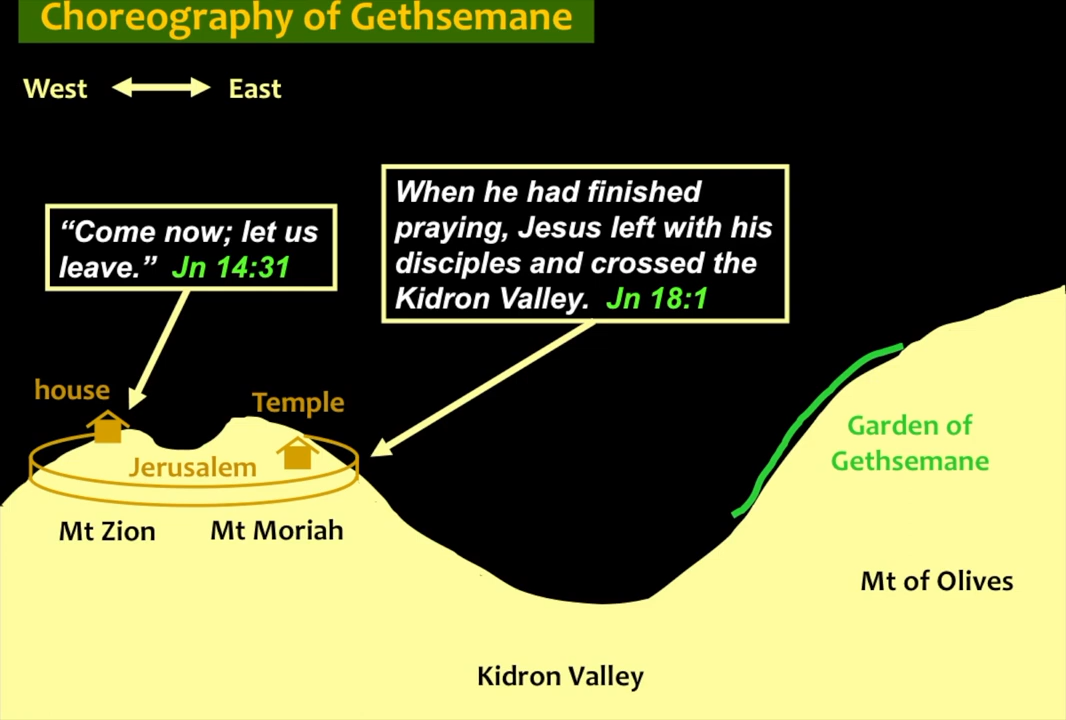 Choreography of Gethsemane
West
East
“Come now; let us
leave.” Jn 14:31
When he had finished
praying, Jesus left with his
disciples and crossed the
Kidron Valley. Jn 18:1
house
Temple
Jerusalem
Mt Zion
Mt Moriah
Garden of
Gethsemane
Mt of Olives
Kidron Valley